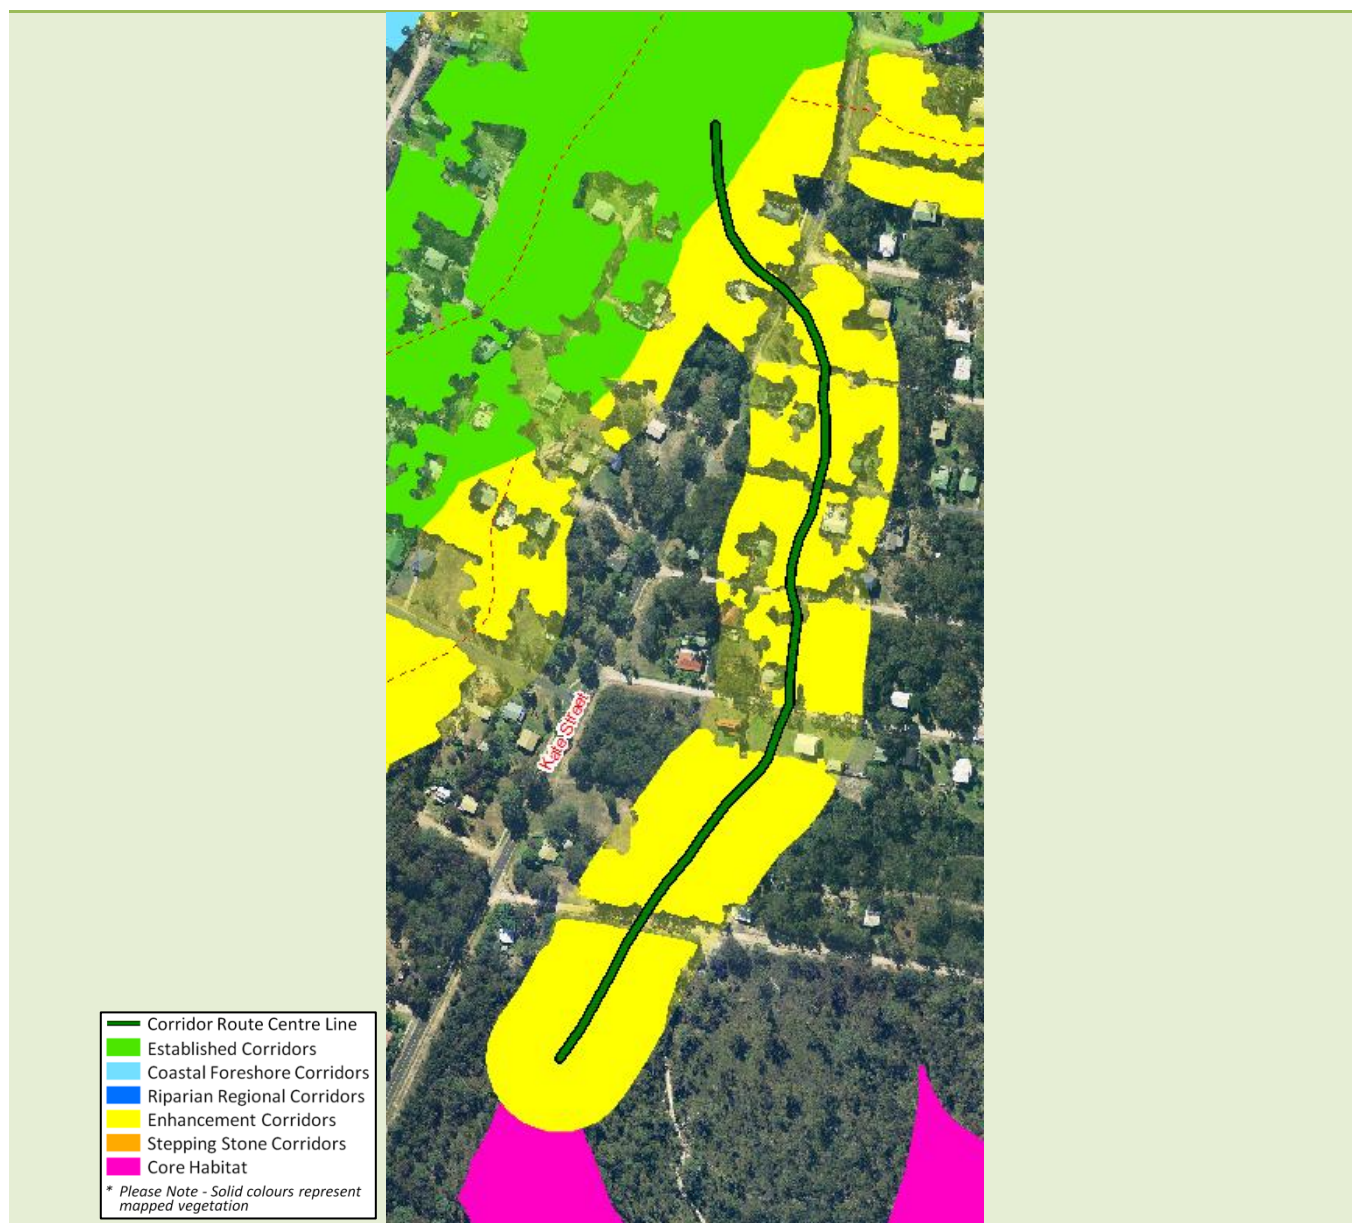 Kate Street
Corridor Route Centre Line
Established Corridors
Coastal Foreshore Corridors
Riparian Regional Corridors
Enhancement Corridors
Stepping Stone Corridors
Core Habitat
* Please Note - Solid colours represent
mapped vegetation